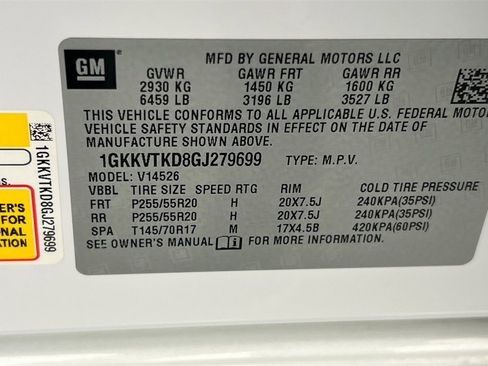 GM
MFD BY GENERAL MOTORS LLC
GVWR GAWR FRT GAWR RR
2930 KG 1450 KG 1600 KG
6459 LB 3196 LB 3527 LB
THIS VEHICLE CONFORMS TO ALL APPLICABLE U.S. FEDERAL MOTOR
VEHICLE SAFETY STANDARDS IN EFFECT ON THE DATE OF
MANUFACTURE SHOWN ABOVE.
1GKKVTKD8GJ279699 TYPE: M.P.V.
MODEL: V14526
VBBL TIRE SIZE SPEED RTG RIM COLD TIRE PRESSURE
FRT P255/55R20 H 20X7.5J 240KPA(35PSI)
RR P255/55R20 H 20X7.5J 240KPA(35PSI)
SPA T145/70R17 M 17X4.5B 420KPA(60PSI)
SEE OWNER'S MANUAL FOR MORE INFORMATION
1GKKVTKD8GJ279699